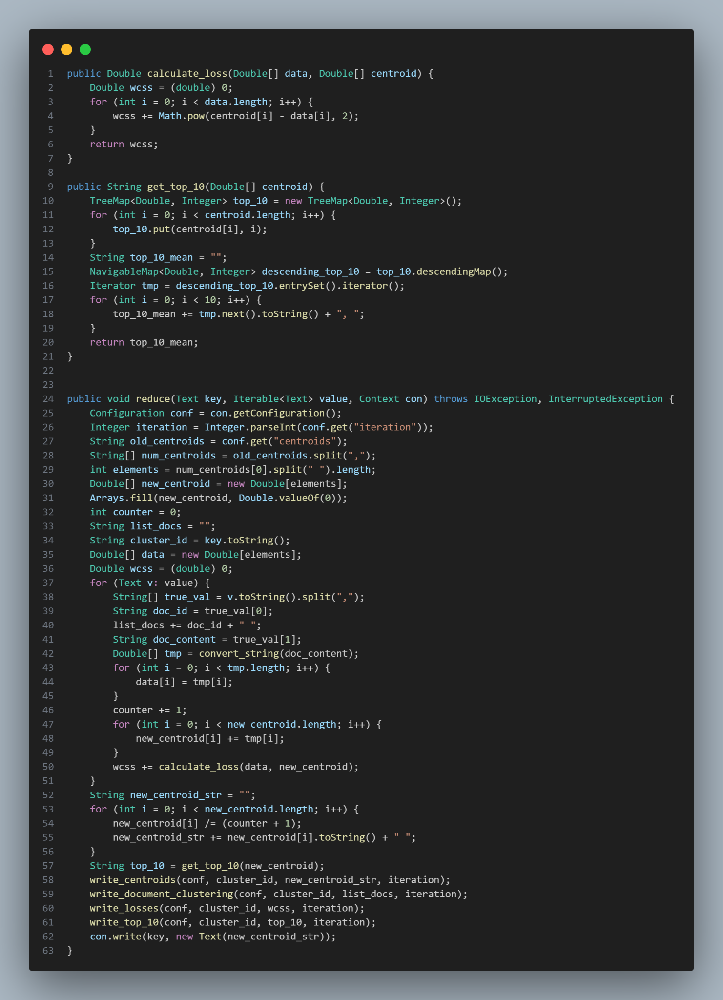 1 public Double calculate_loss(Double[] data, Double[] centroid) {
2     Double wcss = (double) 0;
3     for (int i = 0; i < data.length; i++) {
4         wcss += Math.pow(centroid[i] - data[i], 2);
5     }
6     return wcss;
7 }
8
9 public String get_top_10(Double[] centroid) {
10     TreeMap<Double, Integer> top_10 = new TreeMap<Double, Integer>();
11     for (int i = 0; i < centroid.length; i++) {
12         top_10.put(centroid[i], i);
13     }
14     String top_10_mean = "";
15     NavigableMap<Double, Integer> descending_top_10 = top_10.descendingMap();
16     Iterator tmp = descending_top_10.entrySet().iterator();
17     for (int i = 0; i < 10; i++) {
18         top_10_mean += tmp.next().toString() + ", ";
19     }
20     return top_10_mean;
21 }
22
23
24 public void reduce(Text key, Iterable<Text> value, Context con) throws IOException, InterruptedException {
25     Configuration conf = con.getConfiguration();
26     Integer iteration = Integer.parseInt(conf.get("iteration"));
27     String old_centroids = conf.get("centroids");
28     String[] num_centroids = old_centroids.split(",");
29     int elements = num_centroids[0].split(" ").length;
30     Double[] new_centroid = new Double[elements];
31     Arrays.fill(new_centroid, Double.valueOf(0));
32     int counter = 0;
33     String list_docs = "";
34     String cluster_id = key.toString();
35     Double[] data = new Double[elements];
36     Double wcss = (double) 0;
37     for (Text v: value) {
38         String[] true_val = v.toString().split(",");
39         String doc_id = true_val[0];
40         list_docs += doc_id + " ";
41         String doc_content = true_val[1];
42         Double[] tmp = convert_string(doc_content);
43         for (int i = 0; i < tmp.length; i++) {
44             data[i] = tmp[i];
45         }
46         counter += 1;
47         for (int i = 0; i < new_centroid.length; i++) {
48             new_centroid[i] += tmp[i];
49         }
50         wcss += calculate_loss(data, new_centroid);
51     }
52     String new_centroid_str = "";
53     for (int i = 0; i < new_centroid.length; i++) {
54         new_centroid[i] /= (counter + 1);
55         new_centroid_str += new_centroid[i].toString() + " ";
56     }
57     String top_10 = get_top_10(new_centroid);
58     write_centroids(conf, cluster_id, new_centroid_str, iteration);
59     write_document_clustering(conf, cluster_id, list_docs, iteration);
60     write_losses(conf, cluster_id, wcss, iteration);
61     write_top_10(conf, cluster_id, top_10, iteration);
62     con.write(key, new Text(new_centroid_str));
63 }